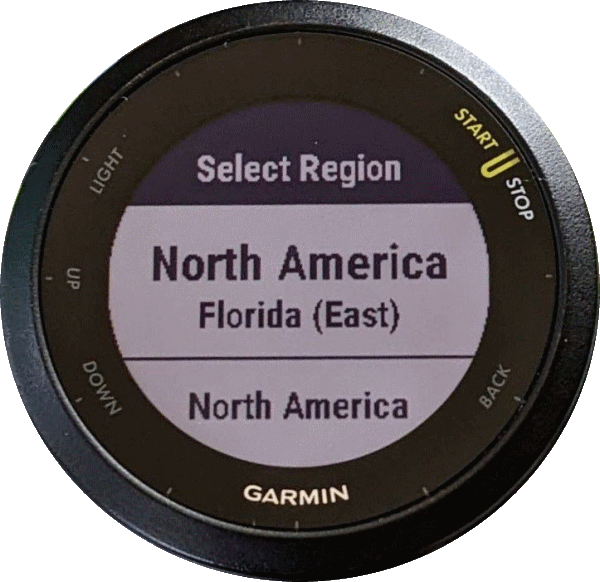 START
STOP
LIGHT
Select Region
UP
North America
Florida (East)
DOWN
BACK
North America
GARMIN